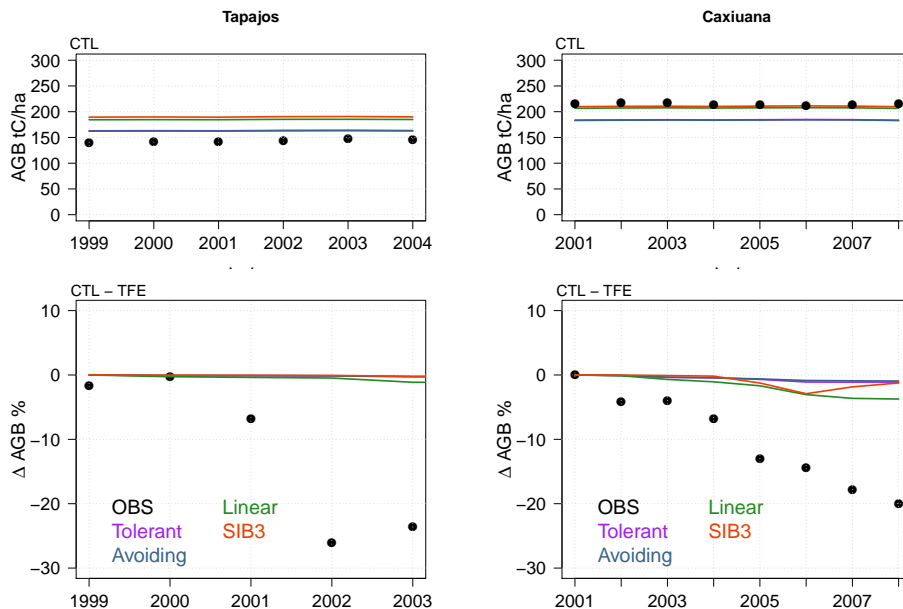 Tapajos
CTL
AGB tC/ha
300
250
200
150
100
50
0
1999 2000 2001 2002 2003 2004
Caxiuana
CTL
AGB tC/ha
300
250
200
150
100
50
0
2001 2003 2005 2007
CTL − TFE
Δ AGB %
10
0
−10
−20
−30
OBS Linear
Tolerant SIB3
Avoiding
1999 2000 2001 2002 2003
CTL − TFE
Δ AGB %
10
0
−10
−20
−30
OBS Linear
Tolerant SIB3
Avoiding
2001 2003 2005 2007